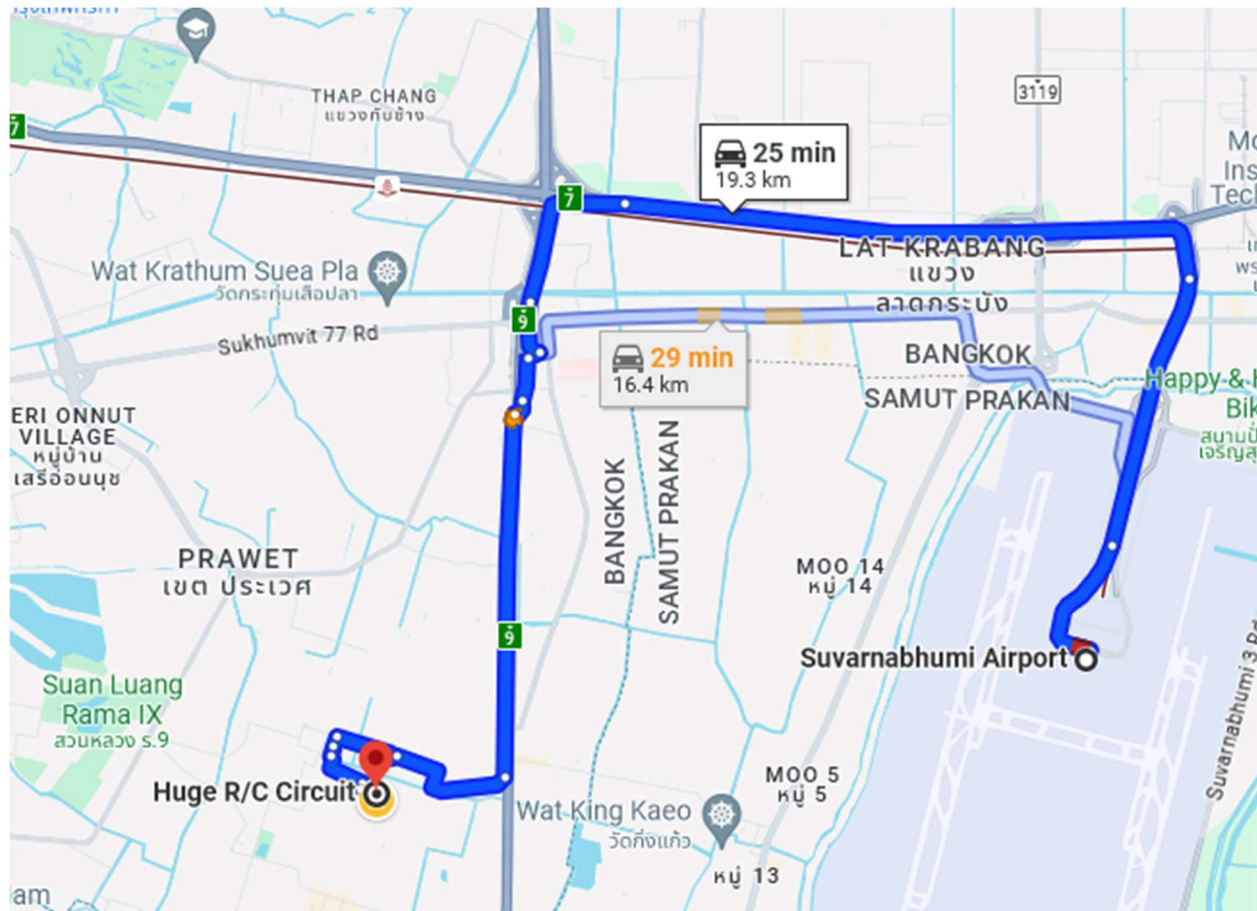 THAP CHANG
แขวงทับช้าง
3119
7
25 min
19.3 km
7
LAT KRABANG
แขวง
ลาดกระบัง
Wat Krathum Suea Pla
วัดกระทุ่มเสือปลา
9
Sukhumvit 77 Rd
29 min
16.4 km
BANGKOK
SAMUT PRAKAN
ERI ONNUT
VILLAGE
หมู่บ้าน
เสรีอ่อนนุช
BANGKOK
SAMUT PRAKAN
PRAWET
เขต ประเวศ
MOO 14
หมู่ 14
9
Suvarnabhumi Airport
Suan Luang
Rama IX
สวนหลวง ร.9
Suvarnabhumi 3 Rd
Huge R/C Circuit
MOO 5
หมู่ 5
Wat King Kaeo
วัดกิ่งแก้ว
หมู่ 13